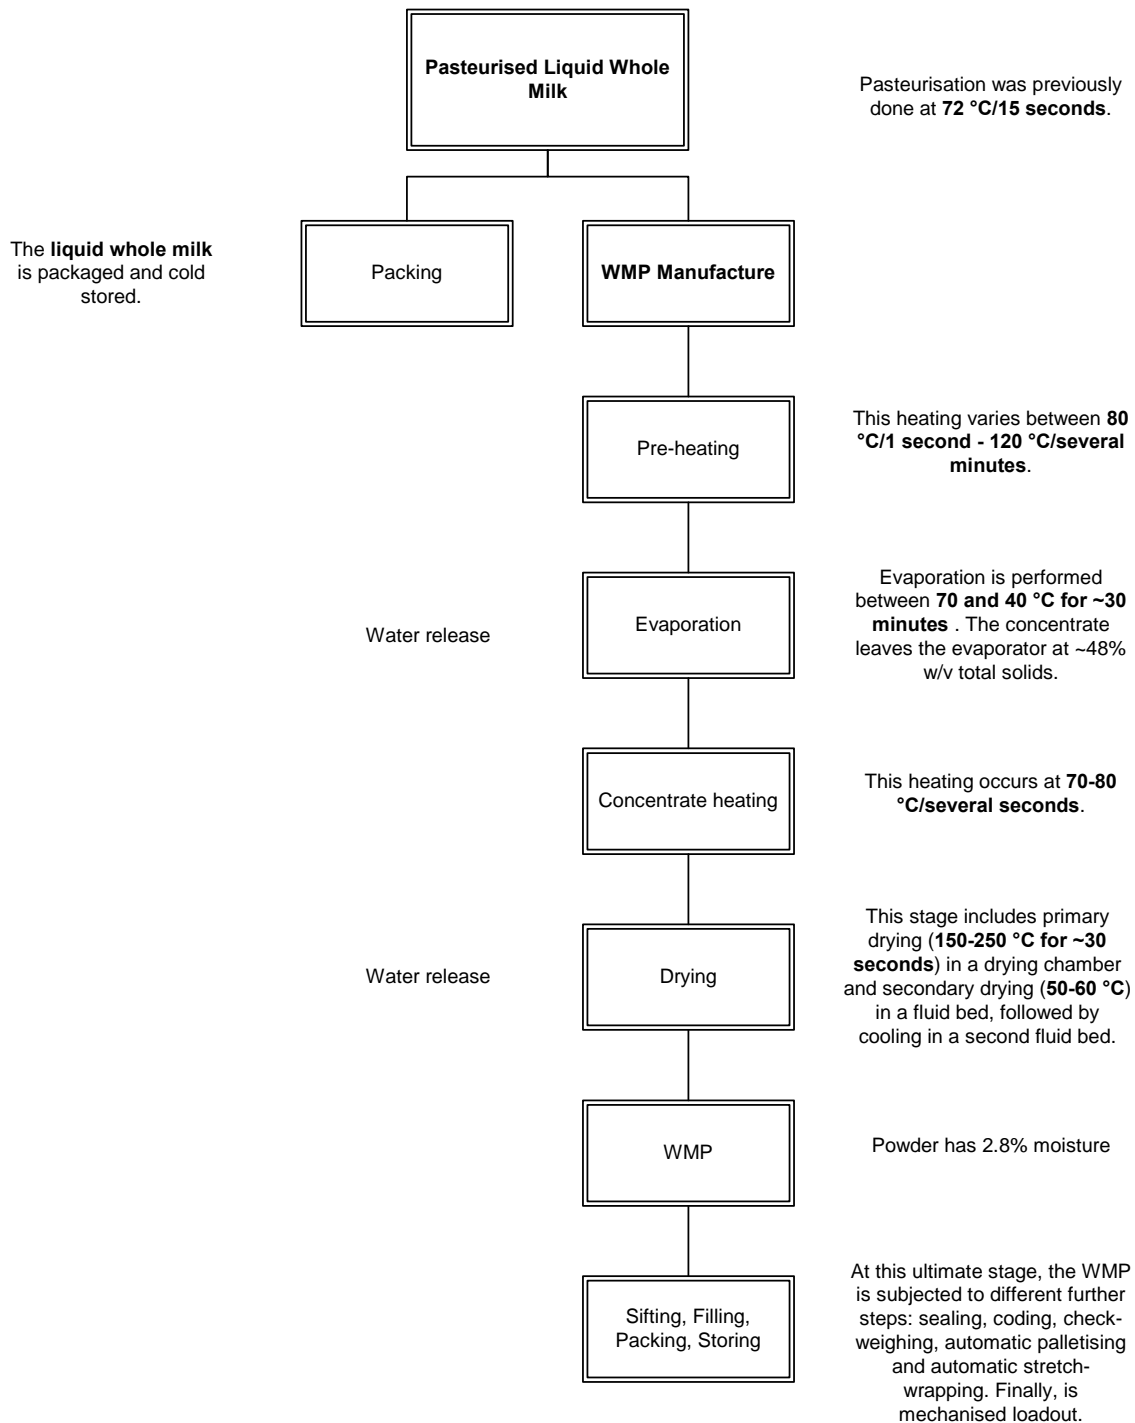 Pasteurised Liquid Whole
Milk
Pasteurisation was previously
done at 72 °C/15 seconds.
The liquid whole milk
is packaged and cold
stored.
Packing
WMP Manufacture
Pre-heating
This heating varies between 80
°C/1 second - 120 °C/several
minutes.
Water release
Evaporation
Evaporation is performed
between 70 and 40 °C for ~30
minutes . The concentrate
leaves the evaporator at ~48%
w/v total solids.
Concentrate heating
This heating occurs at 70-80
°C/several seconds.
Water release
Drying
This stage includes primary
drying (150-250 °C for ~30
seconds) in a drying chamber
and secondary drying (50-60 °C)
in a fluid bed, followed by
cooling in a second fluid bed.
WMP
Powder has 2.8% moisture
Sifting, Filling,
Packing, Storing
At this ultimate stage, the WMP
is subjected to different further
steps: sealing, coding, check-
weighing, automatic palletising
and automatic stretch-
wrapping. Finally, is
mechanised loadout.